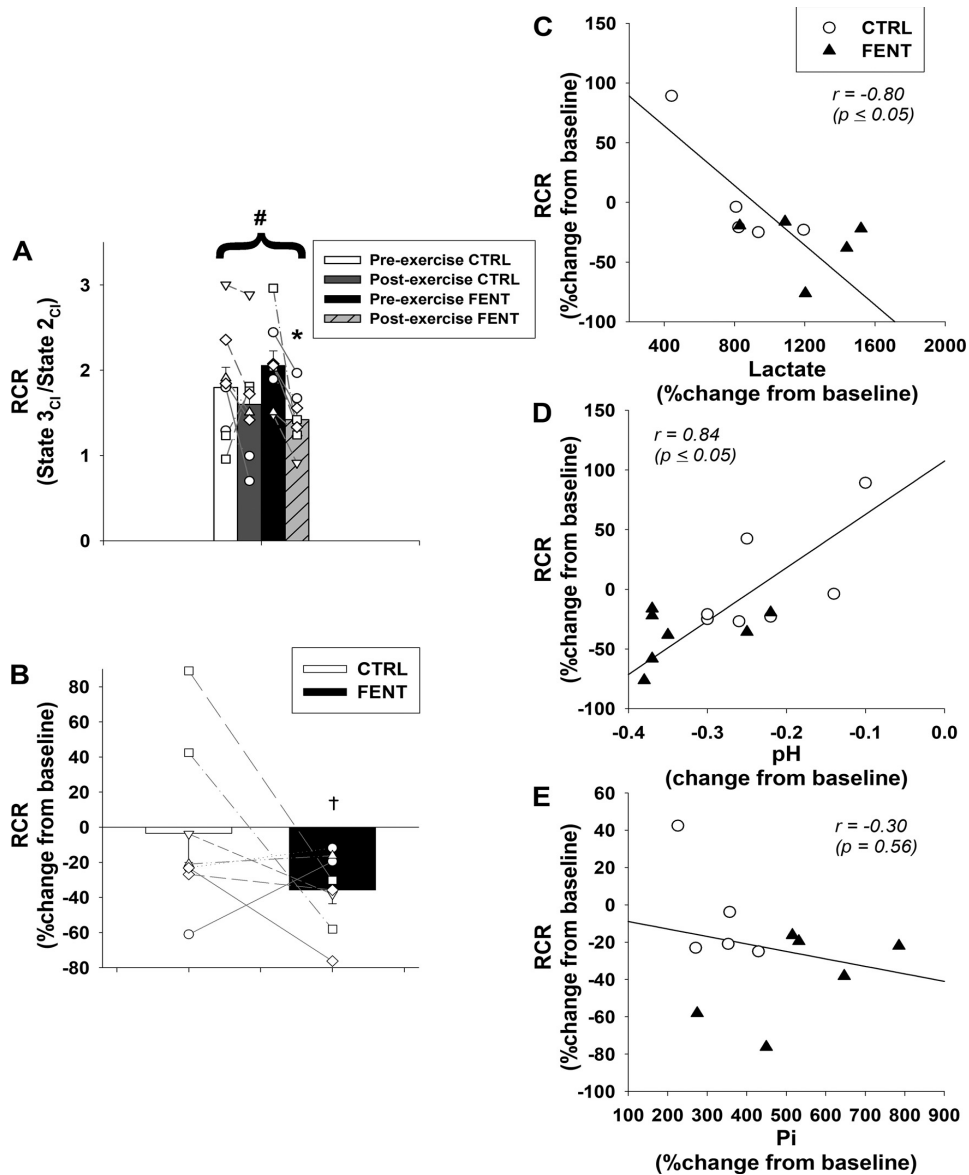 A
#
*
Pre-exercise CTRL
Post-exercise CTRL
Pre-exercise FENT
Post-exercise FENT
RCR
(State 3CI/State 2CI)
3
2
1
0
B
CTRL
FENT
†
RCR
(%change from baseline)
80
60
40
20
0
-20
-40
-60
-80
C
CTRL
FENT
r = -0.80
(p ≤ 0.05)
RCR
(%change from baseline)
150
100
50
0
-50
-100
400 800 1200 1600 2000
Lactate
(%change from baseline)
D
r = 0.84
(p ≤ 0.05)
RCR
(%change from baseline)
150
100
50
0
-50
-100
-0.4 -0.3 -0.2 -0.1 0.0
pH
(change from baseline)
E
r = -0.30
(p = 0.56)
RCR
(%change from baseline)
60
40
20
0
-20
-40
-60
-80
-100
100 200 300 400 500 600 700 800 900
Pi
(%change from baseline)